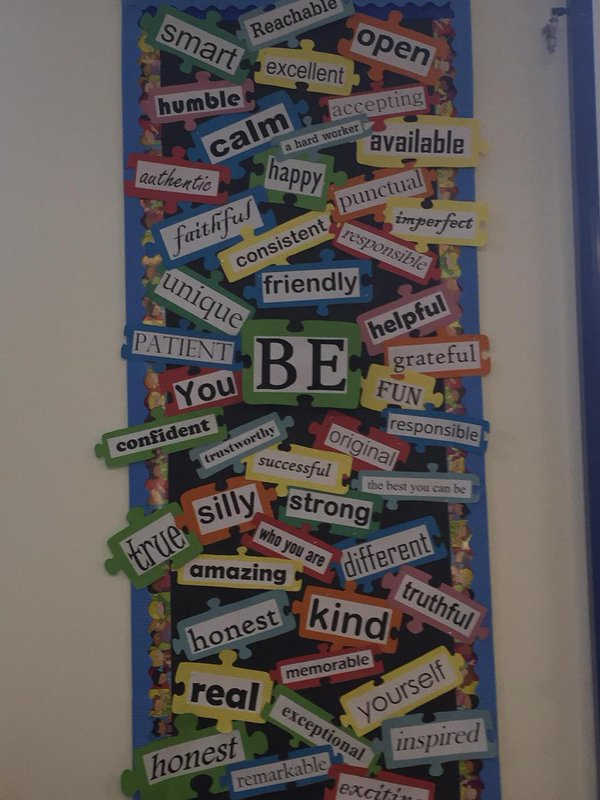 Reachable
smart
open
excellent
humble
accepting
calm
a hard worker
available
authentic
happy
punctual
faithful
imperfect
consistent
responsible
friendly
unique
helpful
PATIENT
BE
grateful
You
FUN
confident
trustworthy
original
responsible
successful
the best you can be
silly
strong
true
who you are
different
amazing
truthful
honest
kind
memorable
real
yourself
exceptional
inspired
honest
remarkable
exciting